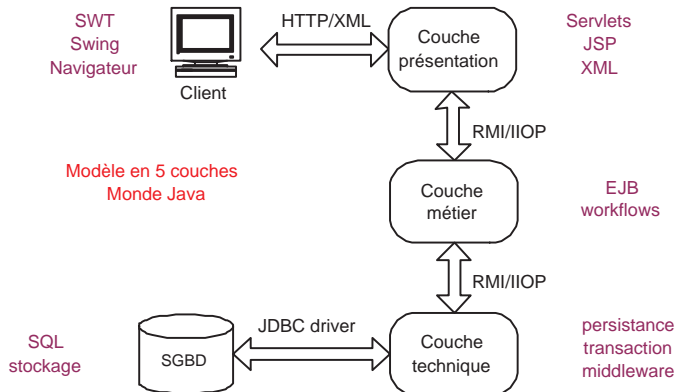 SWT
Swing
Navigateur
Client
HTTP/XML
Couche
présentation
Servlets
JSP
XML
RMI/IIOP
Modèle en 5 couches
Monde Java
Couche
métier
EJB
workflows
RMI/IIOP
SQL
stockage
SGBD
JDBC driver
Couche
technique
persistance
transaction
middleware